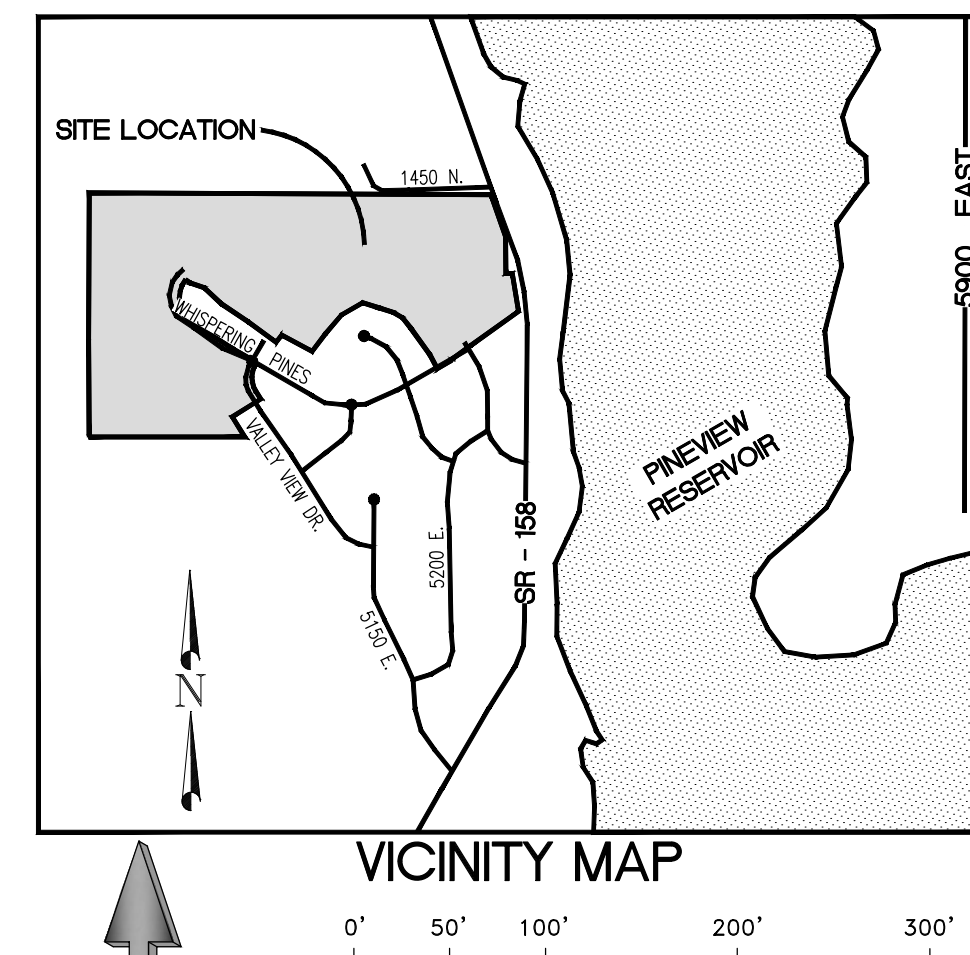 SITE LOCATION
1450 N.
5900 EAST
WHISPERING PINES
VALLEY VIEW DR.
PINEVIEW
RESERVOIR
SR - 158
5200 E.
5150 E.
N
VICINITY MAP
0' 50' 100' 200' 300'